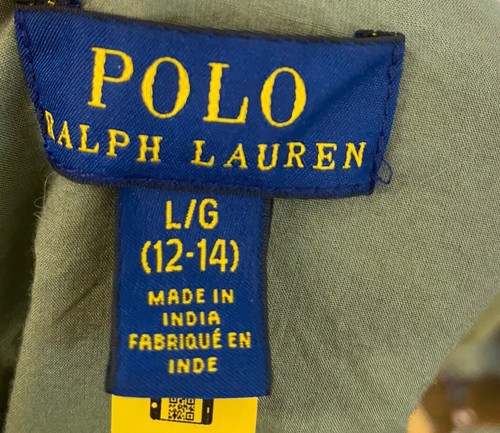 POLO
RALPH LAUREN
L/G
(12-14)
MADE IN
INDIA
FABRIQUÉ EN
INDE